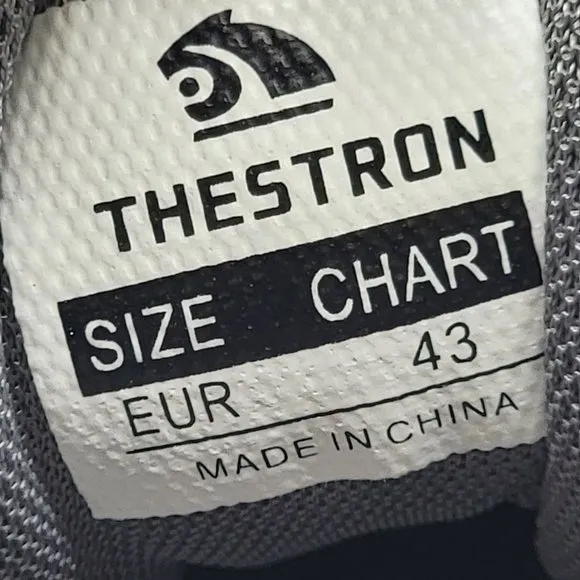 THESTRON
SIZE CHART
EUR 43
MADE IN CHINA